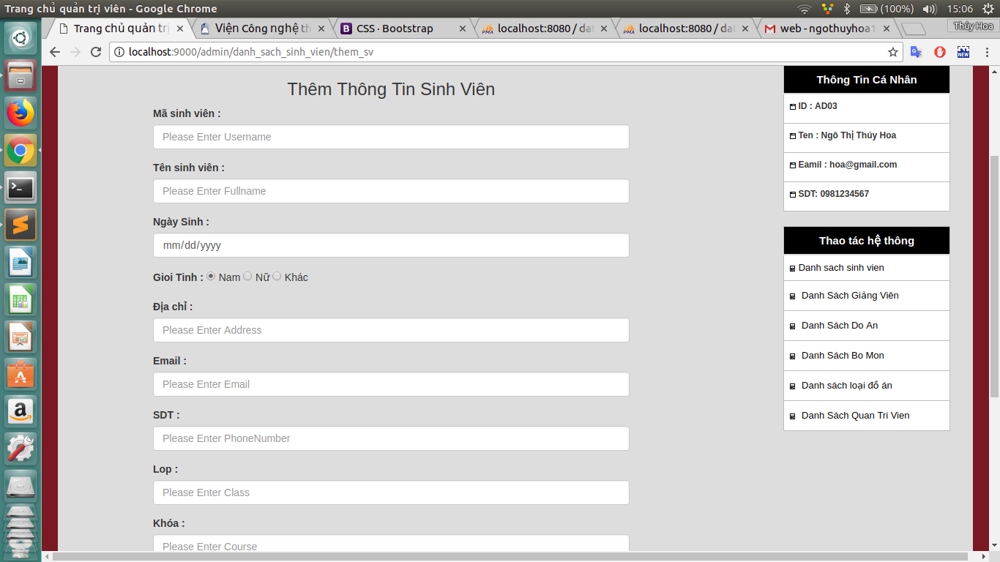 Trang chủ quản trị viên - Google Chrome
(100%) 15:06
Trang chủ quản trị
Viện Công nghệ th
CSS · Bootstrap
localhost:8080 / dat
localhost:8080 / dat
web - ngothuyhoa1
Thúy Hoa
localhost:9000/admin/danh_sach_sinh_vien/them_sv
NEW
Thêm Thông Tin Sinh Viên
Mã sinh viên :
Please Enter Username
Tên sinh viên :
Please Enter Fullname
Ngày Sinh :
mm/dd/yyyy
Gioi Tinh : Nam Nữ Khác
Địa chỉ :
Please Enter Address
Email :
Please Enter Email
SDT :
Please Enter PhoneNumber
Lop :
Please Enter Class
Khóa :
Please Enter Course
Thông Tin Cá Nhân
ID : AD03
Ten : Ngô Thị Thúy Hoa
Eamil : hoa@gmail.com
SDT: 0981234567
Thao tác hệ thông
Danh sach sinh vien
Danh Sách Giảng Viên
Danh Sách Do An
Danh Sách Bo Mon
Danh sách loại đồ án
Danh Sách Quan Tri Vien